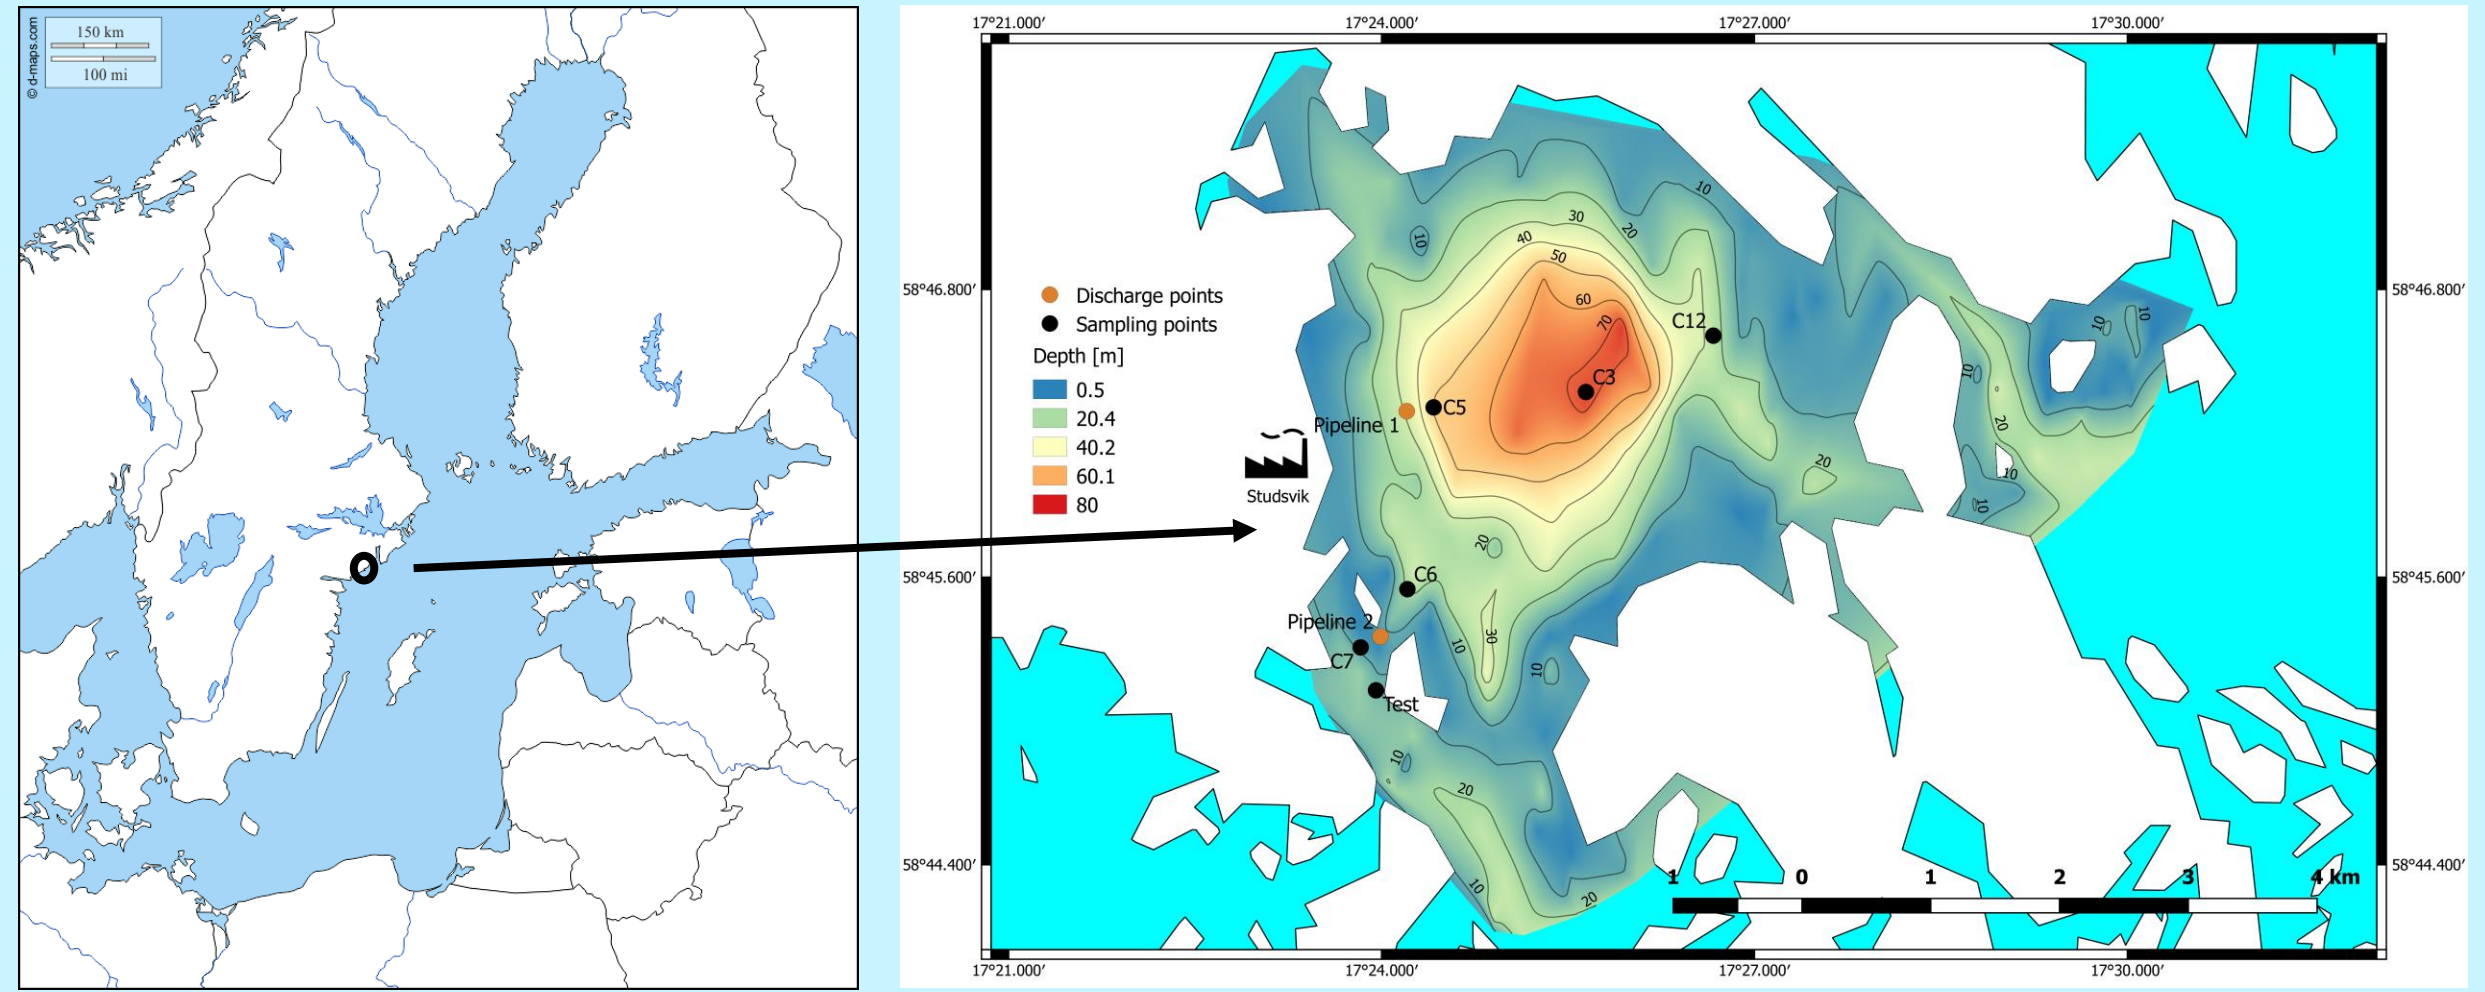 © d-maps.com
150 km
100 mi
17°21.000′
17°24.000′
17°27.000′
17°30.000′
58°46.800′
58°46.800′
58°45.600′
58°45.600′
58°44.400′
58°44.400′
Discharge points
Sampling points
Depth [m]
0.5
20.4
40.2
60.1
80
Studsvik
Pipeline 1
C5
C3
C12
C6
Pipeline 2
C7
Test
10
30
20
40
10
50
60
70
10
10
10
20
20
10
10
20
30
10
10
10
20
10
20
1 0 1 2 3 4 km
17°21.000′
17°24.000′
17°27.000′
17°30.000′